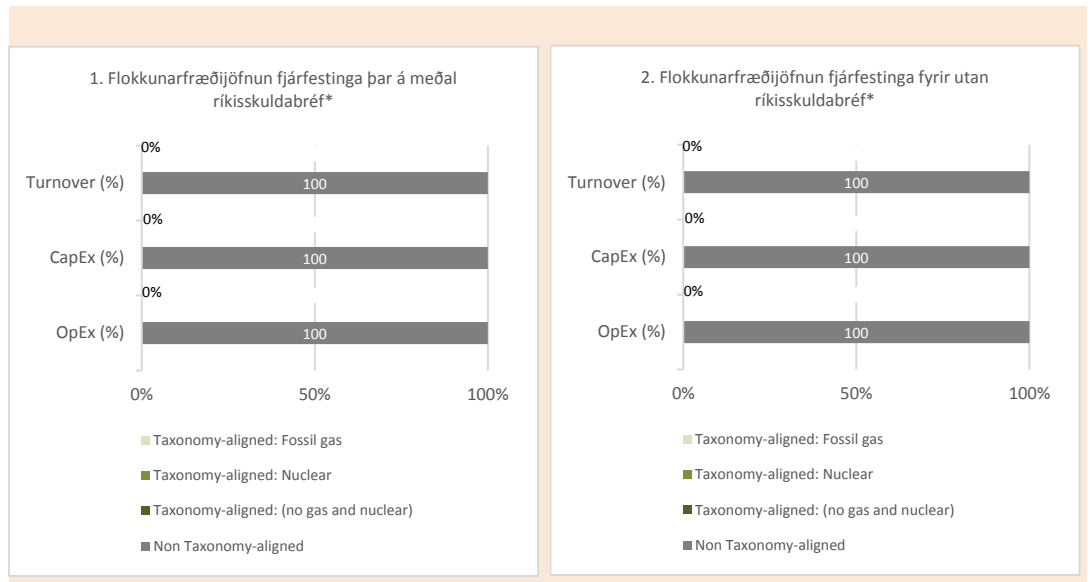 1. Flokkunarfræðijöfnun fjárfestinga þar á meðal
ríkisskuldabréf*
0%
Turnover (%)
100
0%
CapEx (%)
100
0%
OpEx (%)
100
0%
50%
100%
Taxonomy-aligned: Fossil gas
Taxonomy-aligned: Nuclear
Taxonomy-aligned: (no gas and nuclear)
Non Taxonomy-aligned
2. Flokkunarfræðijöfnun fjárfestinga fyrir utan
ríkisskuldabréf*
0%
Turnover (%)
100
0%
CapEx (%)
100
0%
OpEx (%)
100
0%
50%
100%
Taxonomy-aligned: Fossil gas
Taxonomy-aligned: Nuclear
Taxonomy-aligned: (no gas and nuclear)
Non Taxonomy-aligned